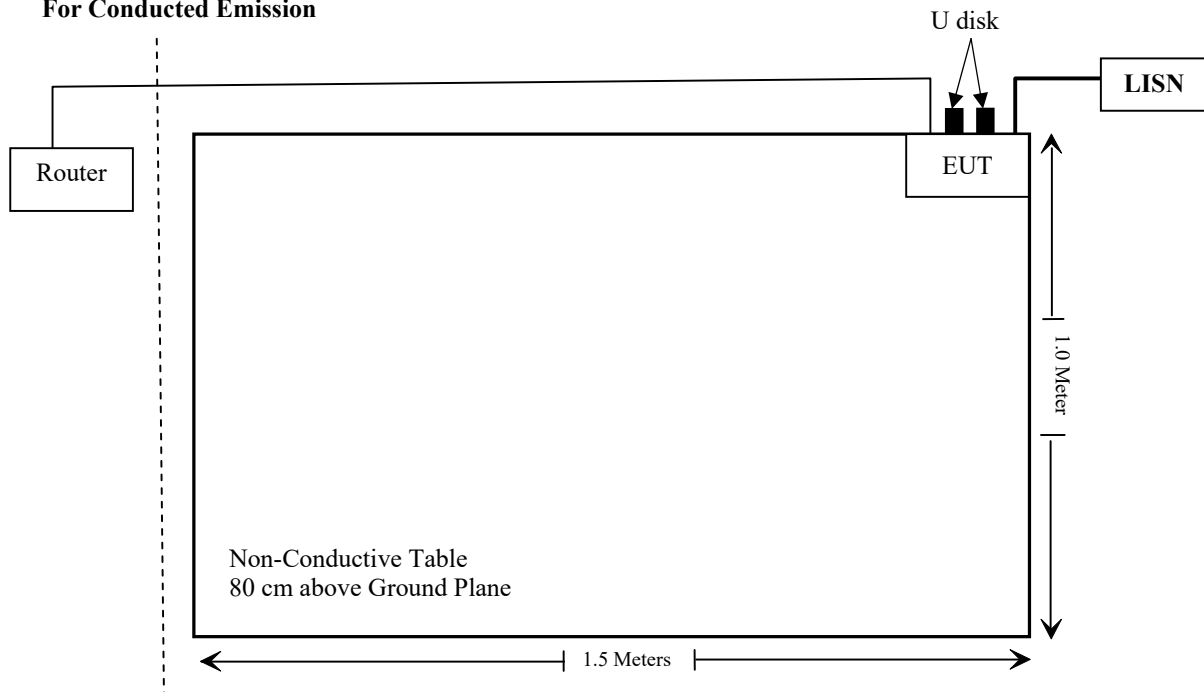 For Conducted Emission
U disk
LISN
Router
EUT
1.0 Meter
Non-Conductive Table
80 cm above Ground Plane
1.5 Meters